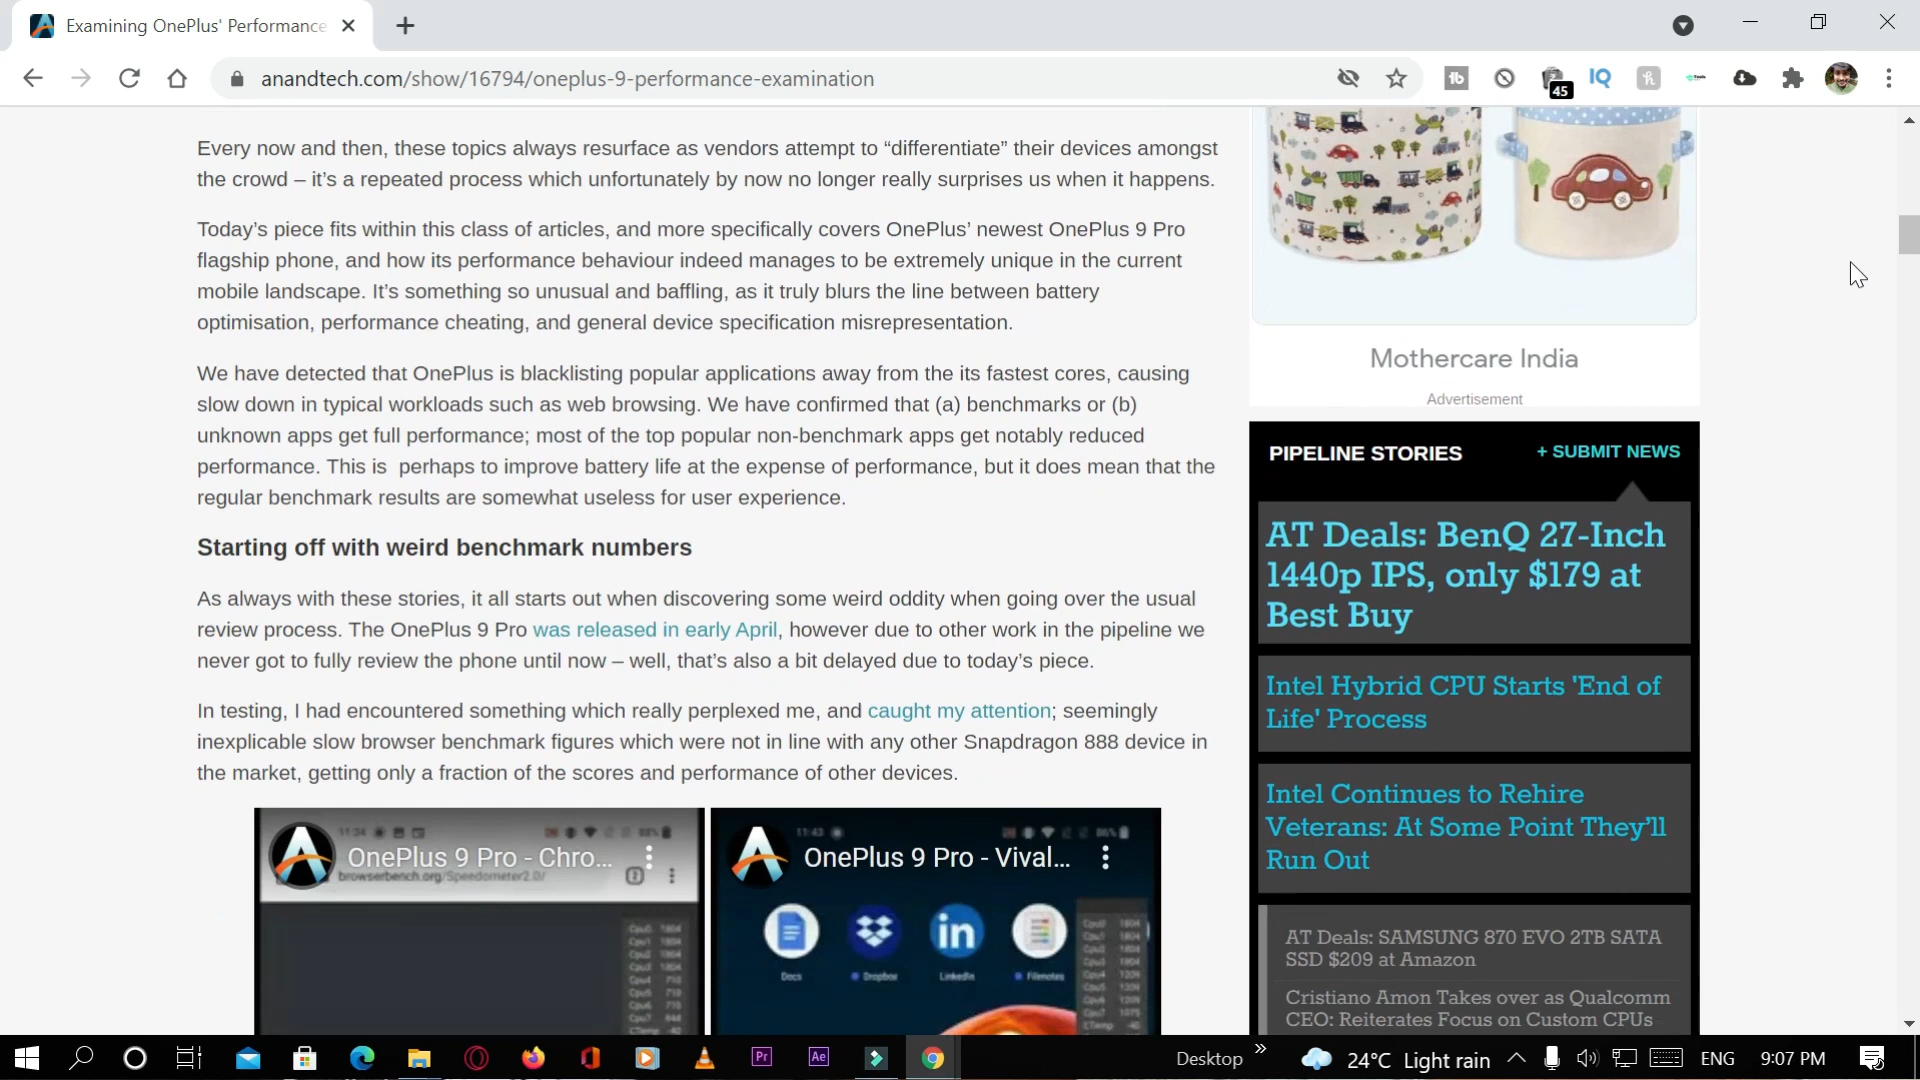 Examining OnePlus' Performance
anandtech.com/show/16794/oneplus-9-performance-examination
45
IQ
Every now and then, these topics always resurface as vendors attempt to “differentiate” their devices amongst
the crowd – it’s a repeated process which unfortunately by now no longer really surprises us when it happens.
Today’s piece fits within this class of articles, and more specifically covers OnePlus’ newest OnePlus 9 Pro
flagship phone, and how its performance behaviour indeed manages to be extremely unique in the current
mobile landscape. It’s something so unusual and baffling, as it truly blurs the line between battery
optimisation, performance cheating, and general device specification misrepresentation.
We have detected that OnePlus is blacklisting popular applications away from the its fastest cores, causing
slow down in typical workloads such as web browsing. We have confirmed that (a) benchmarks or (b)
unknown apps get full performance; most of the top popular non-benchmark apps get notably reduced
performance. This is  perhaps to improve battery life at the expense of performance, but it does mean that the
regular benchmark results are somewhat useless for user experience.
Starting off with weird benchmark numbers
As always with these stories, it all starts out when discovering some weird oddity when going over the usual
review process. The OnePlus 9 Pro was released in early April, however due to other work in the pipeline we
never got to fully review the phone until now – well, that’s also a bit delayed due to today’s piece.
In testing, I had encountered something which really perplexed me, and caught my attention; seemingly
inexplicable slow browser benchmark figures which were not in line with any other Snapdragon 888 device in
the market, getting only a fraction of the scores and performance of other devices.
11:34
88%
OnePlus 9 Pro - Chro...
browserbench.org/Speedometer2.0/
11:43
86%
OnePlus 9 Pro - Vival...
Docs
Dropbox
LinkedIn
Filenotes
Mothercare India
Advertisement
PIPELINE STORIES
+ SUBMIT NEWS
AT Deals: BenQ 27-Inch
1440p IPS, only $179 at
Best Buy
Intel Hybrid CPU Starts 'End of
Life' Process
Intel Continues to Rehire
Veterans: At Some Point They’ll
Run Out
AT Deals: SAMSUNG 870 EVO 2TB SATA
SSD $209 at Amazon
Cristiano Amon Takes over as Qualcomm
CEO: Reiterates Focus on Custom CPUs
Pr
Ae
Desktop
24°C Light rain
ENG
9:07 PM